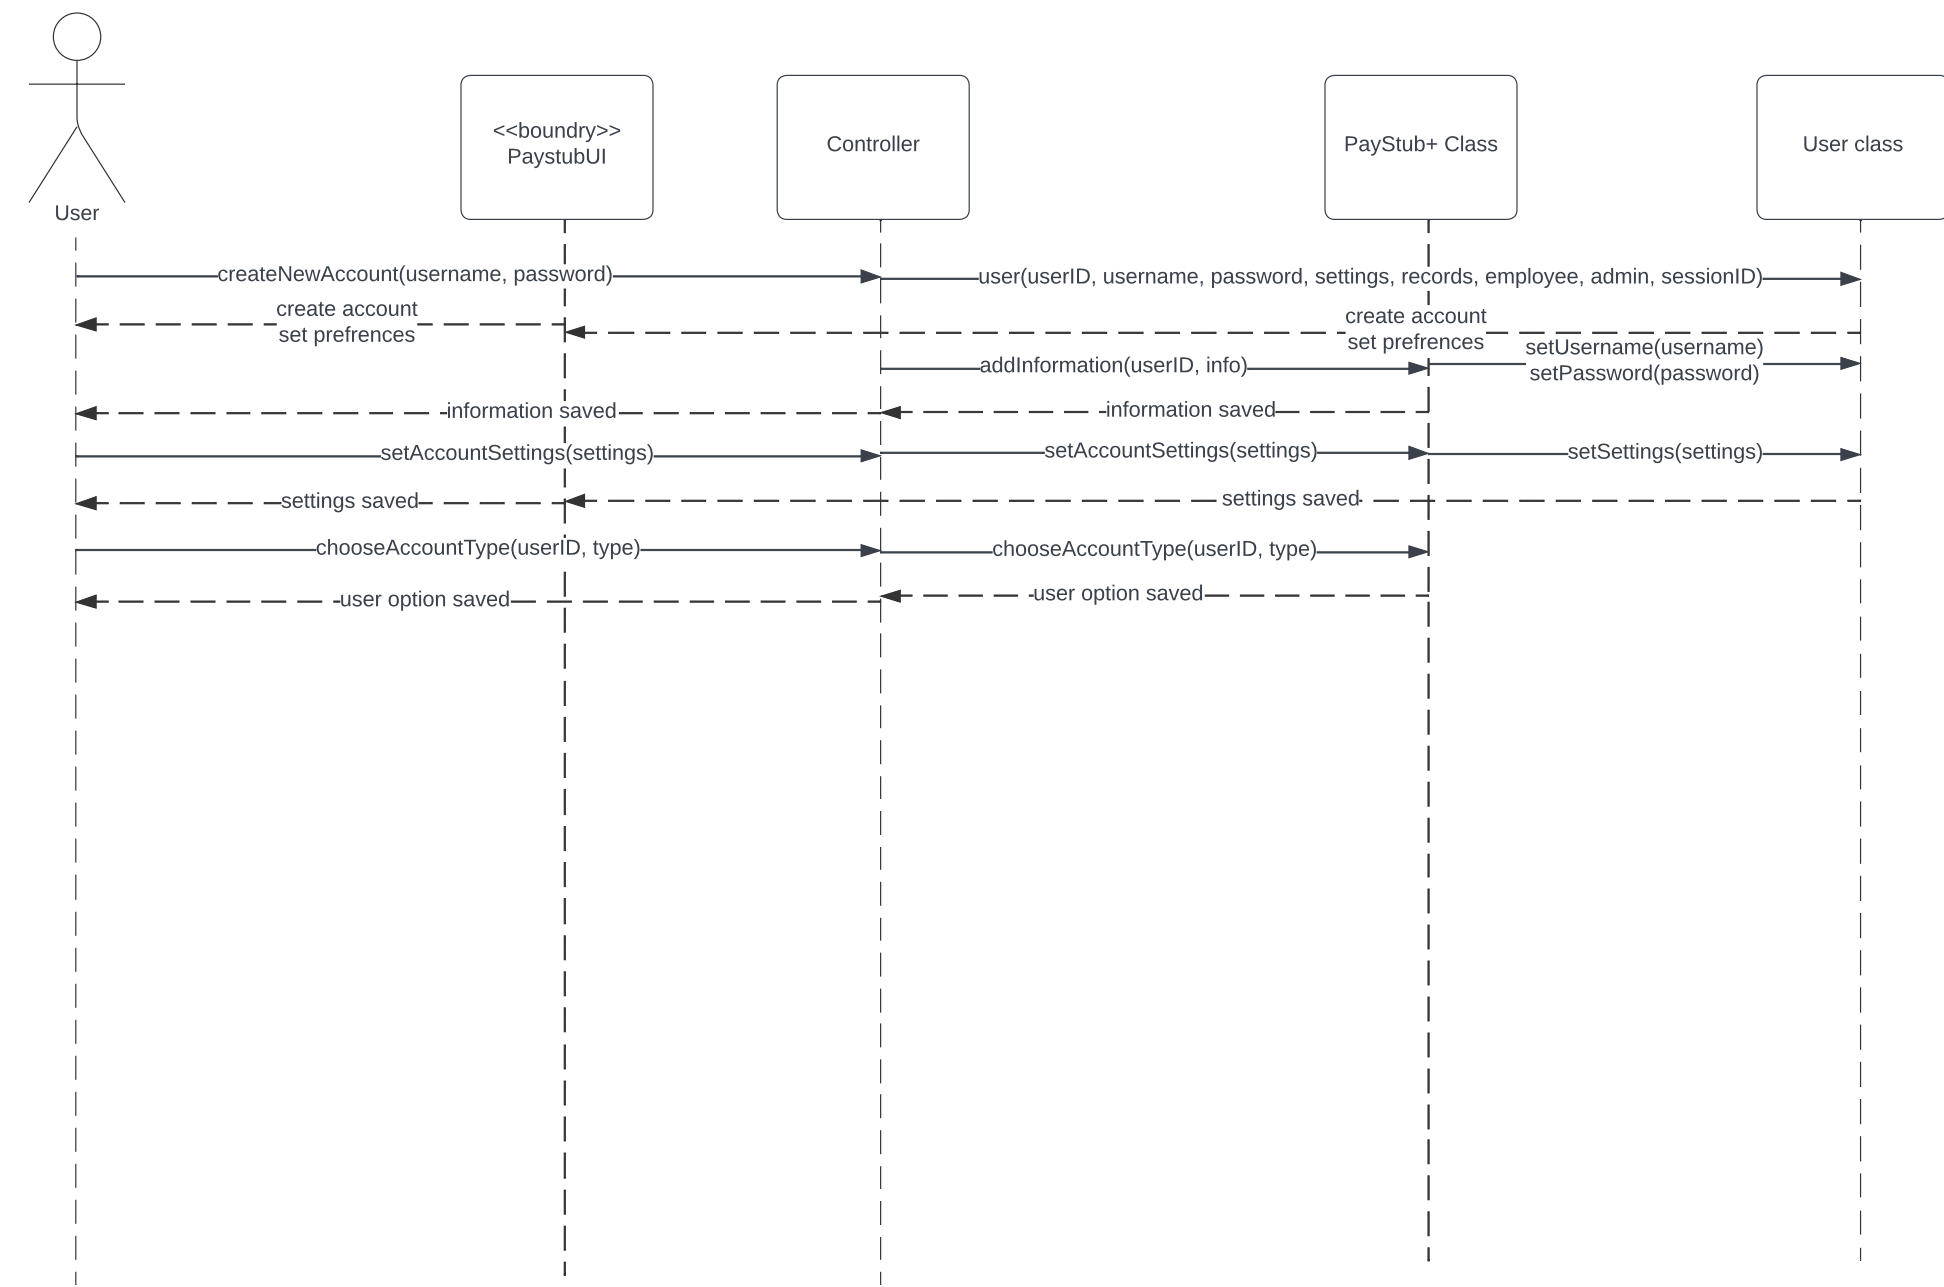 User
<<boundry>>
PaystubUI
Controller
PayStub+ Class
User class
createNewAccount(username, password)
user(userID, username, password, settings, records, employee, admin, sessionID)
create account
set prefrences
create account
set prefrences
addInformation(userID, info)
setUsername(username)
setPassword(password)
information saved
information saved
setAccountSettings(settings)
setAccountSettings(settings)
setSettings(settings)
settings saved
settings saved
chooseAccountType(userID, type)
chooseAccountType(userID, type)
user option saved
user option saved